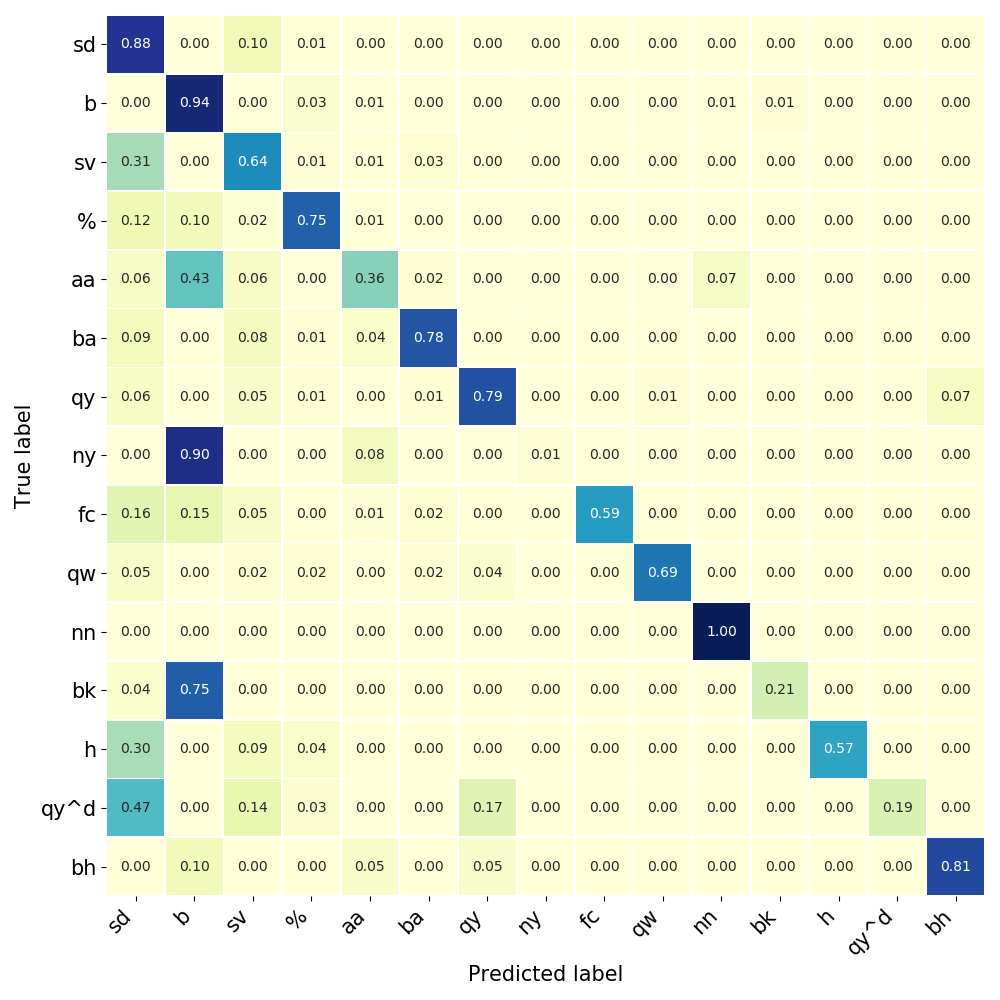 sd 0.88 0.00 0.10 0.01 0.00 0.00 0.00 0.00 0.00 0.00 0.00 0.00 0.00 0.00 0.00
b 0.00 0.94 0.00 0.03 0.01 0.00 0.00 0.00 0.00 0.00 0.01 0.01 0.00 0.00 0.00
sv 0.31 0.00 0.64 0.01 0.01 0.03 0.00 0.00 0.00 0.00 0.00 0.00 0.00 0.00 0.00
% 0.12 0.10 0.02 0.75 0.01 0.00 0.00 0.00 0.00 0.00 0.00 0.00 0.00 0.00 0.00
aa 0.06 0.43 0.06 0.00 0.36 0.02 0.00 0.00 0.00 0.00 0.07 0.00 0.00 0.00 0.00
ba 0.09 0.00 0.08 0.01 0.04 0.78 0.00 0.00 0.00 0.00 0.00 0.00 0.00 0.00 0.00
qy 0.06 0.00 0.05 0.01 0.00 0.01 0.79 0.00 0.00 0.01 0.00 0.00 0.00 0.00 0.07
ny 0.00 0.90 0.00 0.00 0.08 0.00 0.00 0.01 0.00 0.00 0.00 0.00 0.00 0.00 0.00
fc 0.16 0.15 0.05 0.00 0.01 0.02 0.00 0.00 0.59 0.00 0.00 0.00 0.00 0.00 0.00
qw 0.05 0.00 0.02 0.02 0.00 0.02 0.04 0.00 0.00 0.69 0.00 0.00 0.00 0.00 0.00
nn 0.00 0.00 0.00 0.00 0.00 0.00 0.00 0.00 0.00 0.00 1.00 0.00 0.00 0.00 0.00
bk 0.04 0.75 0.00 0.00 0.00 0.00 0.00 0.00 0.00 0.00 0.00 0.21 0.00 0.00 0.00
h 0.30 0.00 0.09 0.04 0.00 0.00 0.00 0.00 0.00 0.00 0.00 0.00 0.57 0.00 0.00
qy^d 0.47 0.00 0.14 0.03 0.00 0.00 0.17 0.00 0.00 0.00 0.00 0.00 0.00 0.19 0.00
bh 0.00 0.10 0.00 0.00 0.05 0.00 0.05 0.00 0.00 0.00 0.00 0.00 0.00 0.00 0.81
sd b sv % aa ba qy ny fc qw nn bk h qy^d bh
Predicted label
True label